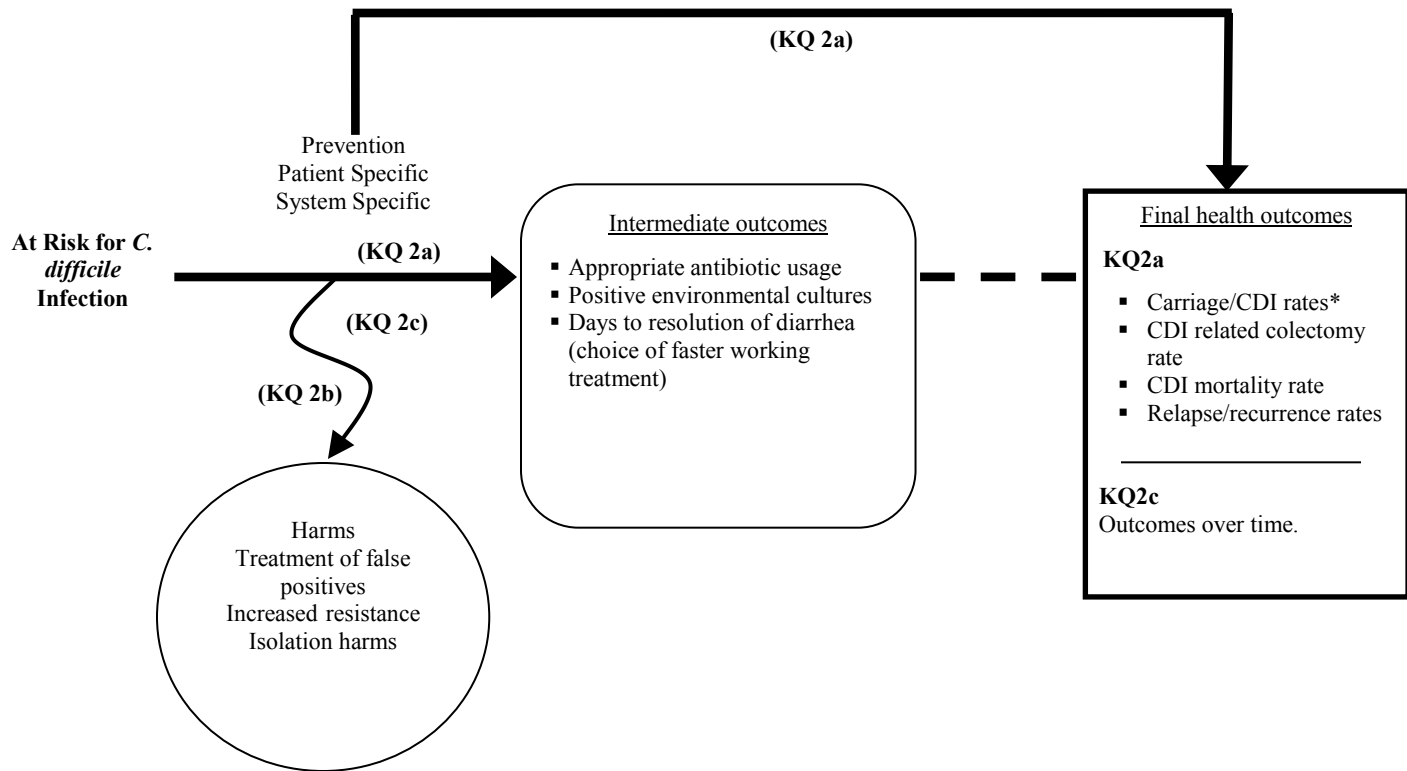 (KQ 2a)
Prevention
Patient Specific
System Specific
At Risk for C.
difficile
Infection
(KQ 2a)
(KQ 2c)
(KQ 2b)
Intermediate outcomes
▪ Appropriate antibiotic usage
▪ Positive environmental cultures
▪ Days to resolution of diarrhea
(choice of faster working
treatment)
Final health outcomes
KQ2a
▪ Carriage/CDI rates*
▪ CDI related colectomy
rate
▪ CDI mortality rate
▪ Relapse/recurrence rates
KQ2c
Outcomes over time.
Harms
Treatment of false
positives
Increased resistance
Isolation harms